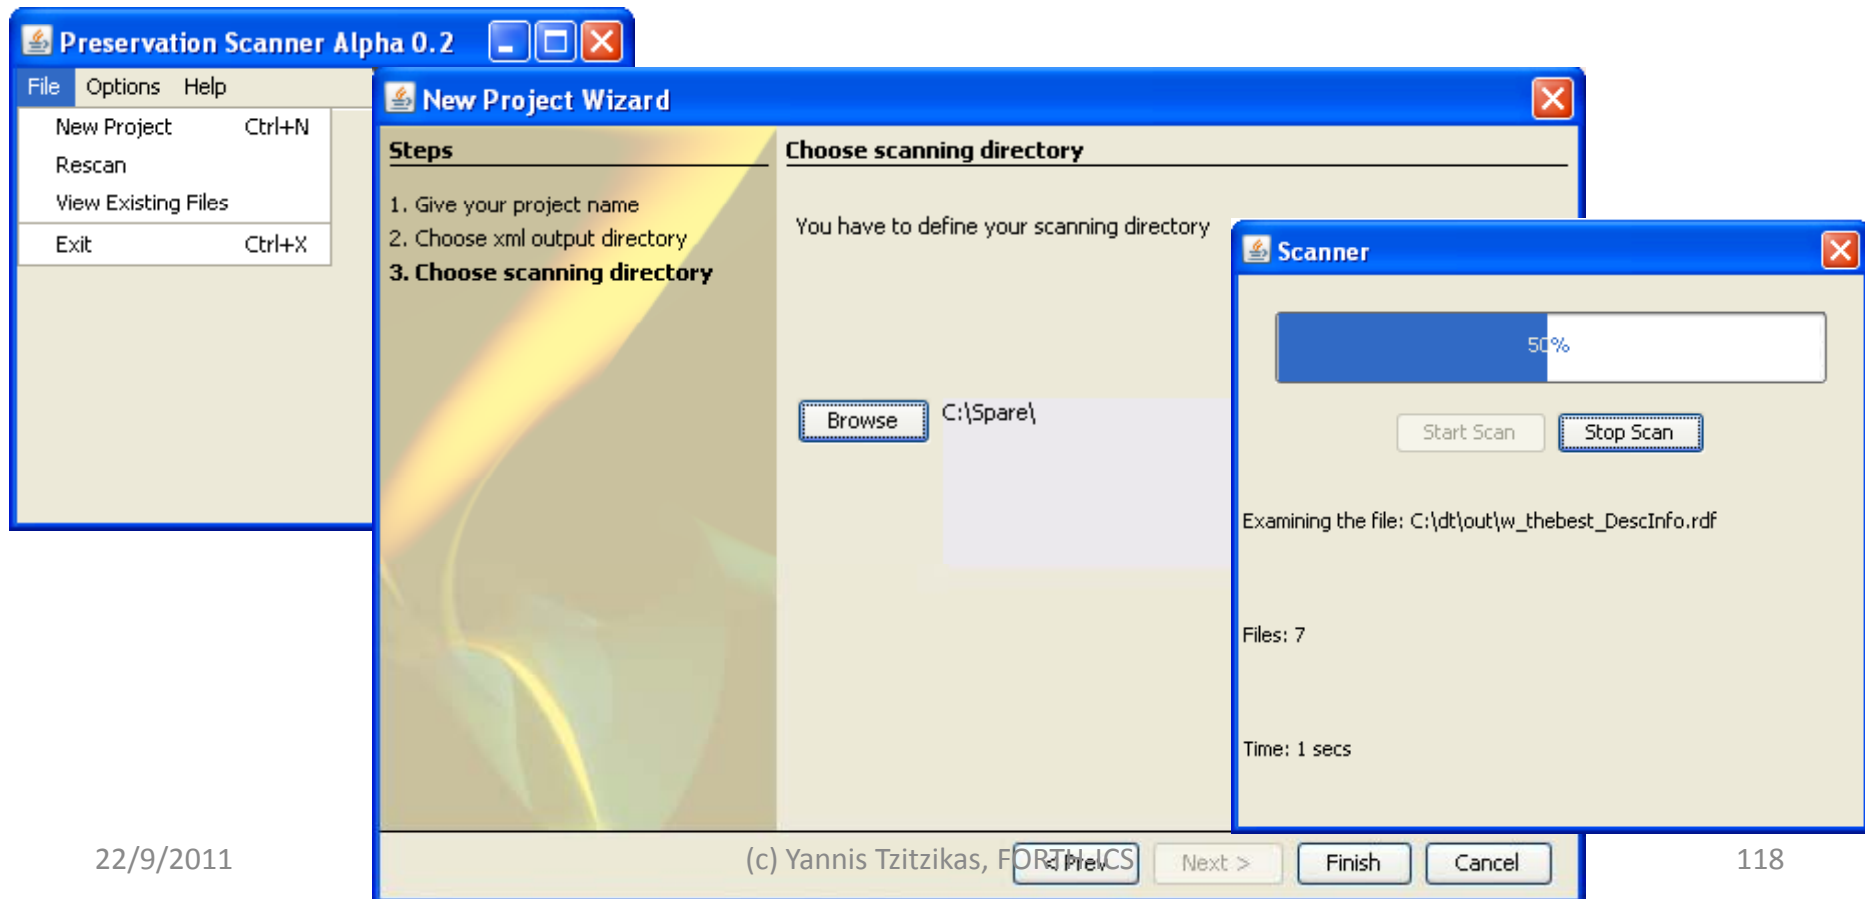 Preservation Scanner Alpha 0.2
File Options Help
New Project Ctrl+N
Rescan
View Existing Files
Exit Ctrl+X
New Project Wizard
Steps
1. Give your project name
2. Choose xml output directory
3. Choose scanning directory
Choose scanning directory
You have to define your scanning directory
Browse C:\Spare\
< Prev Next > Finish Cancel
Scanner
50%
Start Scan Stop Scan
Examining the file: C:\dt\out\w_thebest_DescInfo.rdf
Files: 7
Time: 1 secs
22/9/2011
(c) Yannis Tzitzikas, FORTH-ICS
118